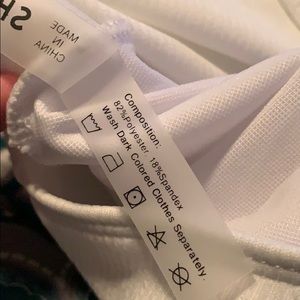 SH
MADE
IN
CHINA
Composition:
82%Polyester 18%Spandex
Wash Dark Colored Clothes Separately.